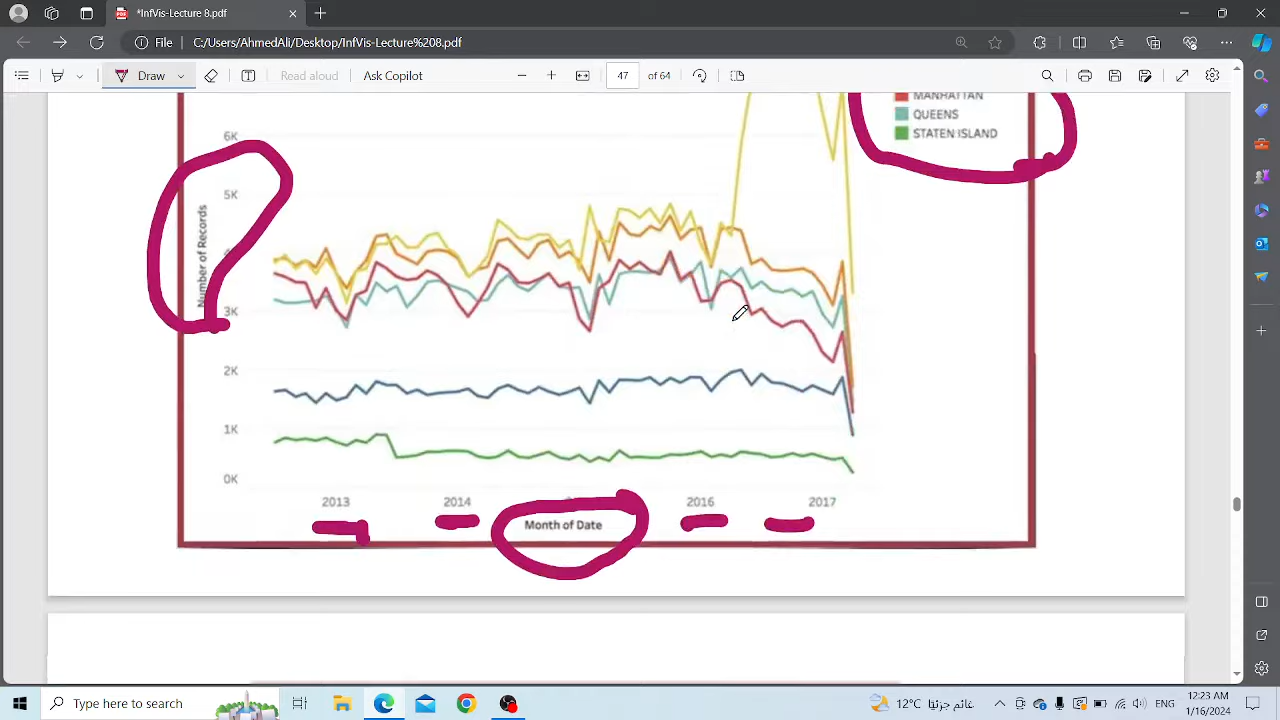 *InfVis-Lecture 8.pdf
File C:/Users/AhmedAli/Desktop/InfVis-Lecture%208.pdf
Draw Read aloud Ask Copilot 47 of 64
MANHATTAN
QUEENS
STATEN ISLAND
6K
5K
3K
2K
1K
0K
Number of Records
2013 2014 2016 2017
Month of Date
Type here to search
12°C غائم جزئيا ENG 12:23 AM
1/16/2024